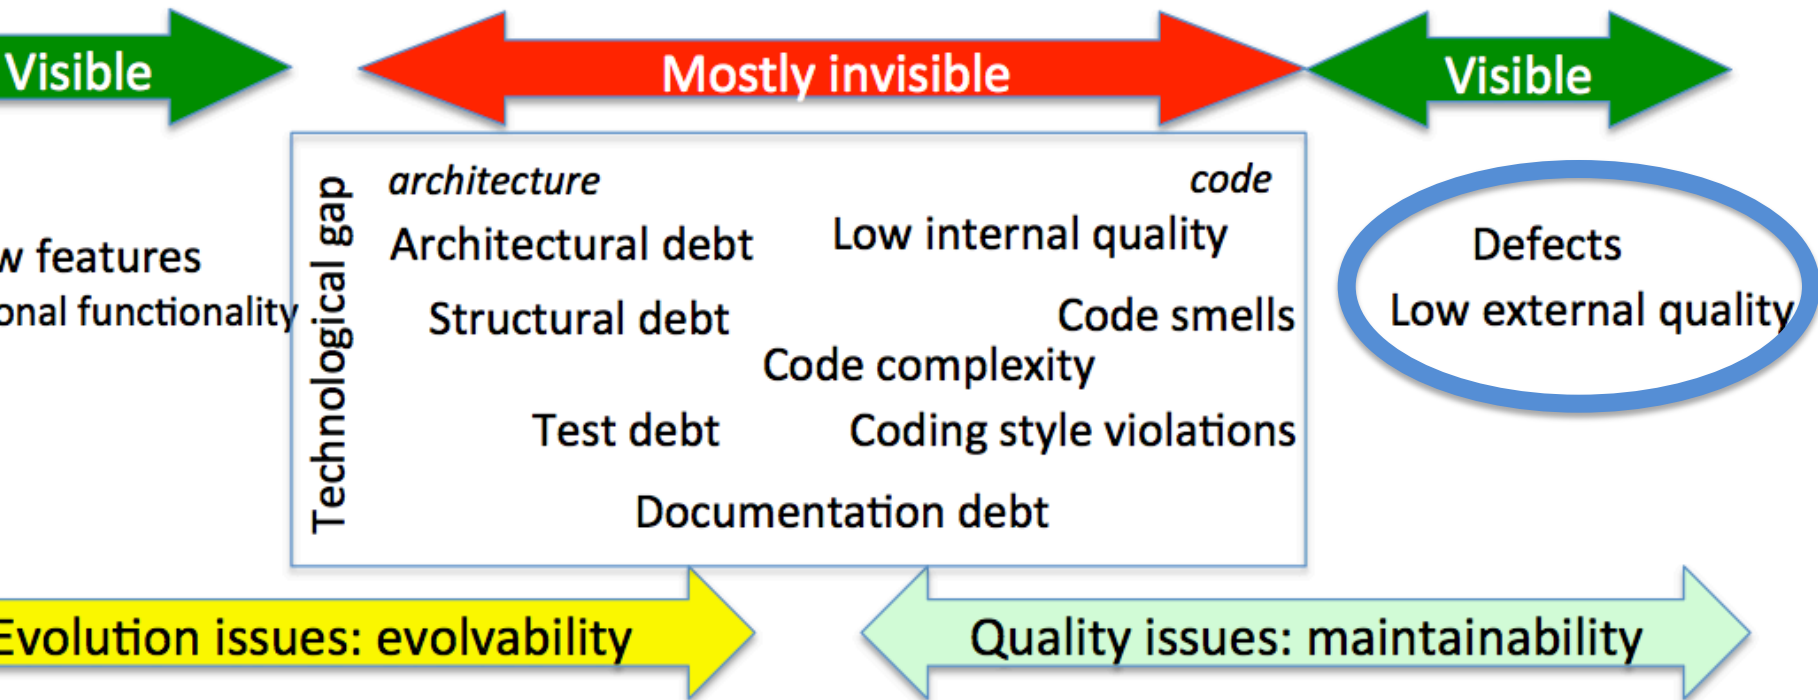 Visible
Mostly invisible
Visible
Technological gap
architecture
code
Architectural debt
Low internal quality
Structural debt
Code smells
Code complexity
Test debt
Coding style violations
Documentation debt
w features
onal functionality
Defects
Low external quality
Evolution issues: evolvability
Quality issues: maintainability